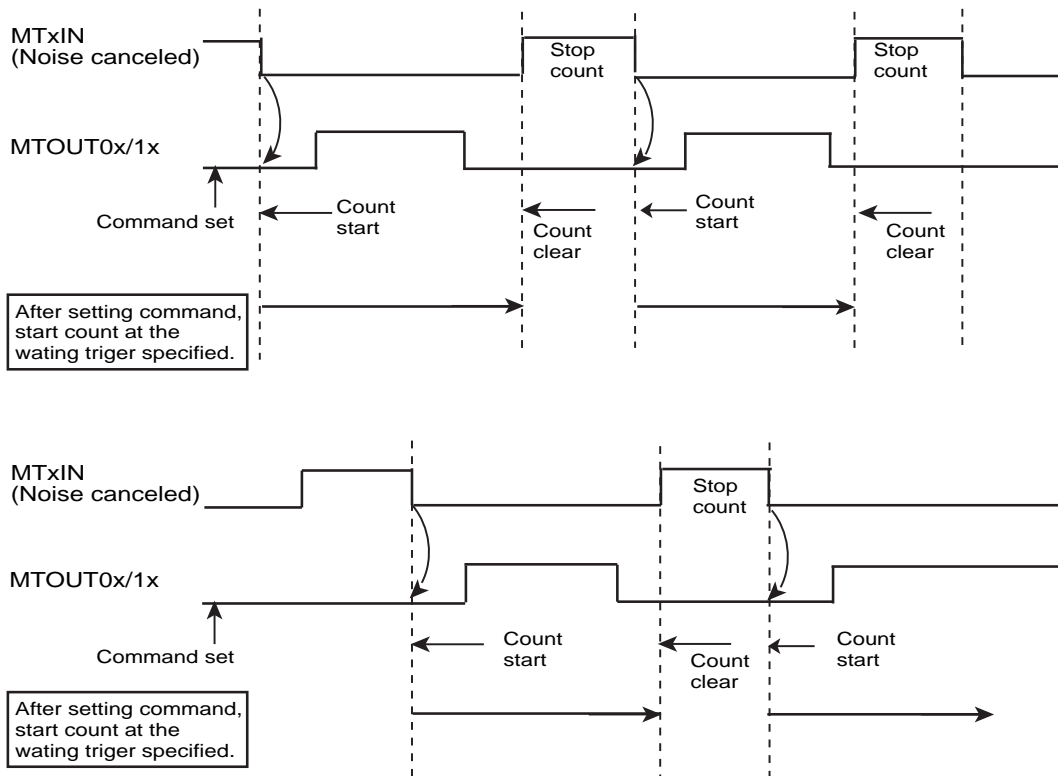 MTxIN
(Noise canceled)
Stop
count
Stop
count
MTOUT0x/1x
Command set
Count
start
Count
clear
Count
start
Count
clear
After setting command,
start count at the
wating triger specified.
MTxIN
(Noise canceled)
Stop
count
MTOUT0x/1x
Command set
Count
start
Count
clear
Count
start
After setting command,
start count at the
wating triger specified.